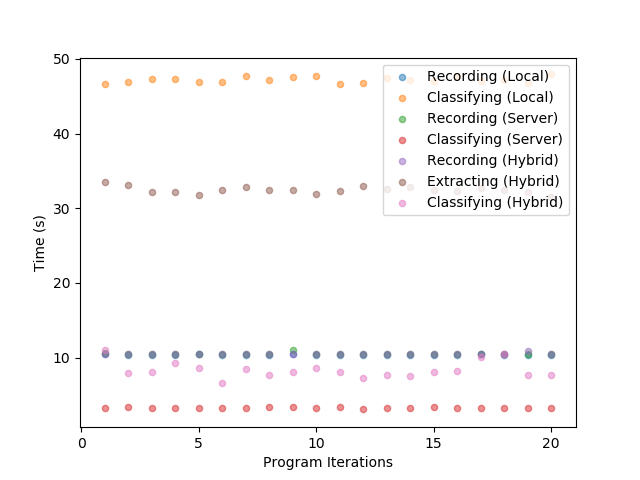 50
40
30
20
10
Time (s)
0
5
10
15
20
Program Iterations
Recording (Local)
Classifying (Local)
Recording (Server)
Classifying (Server)
Recording (Hybrid)
Extracting (Hybrid)
Classifying (Hybrid)